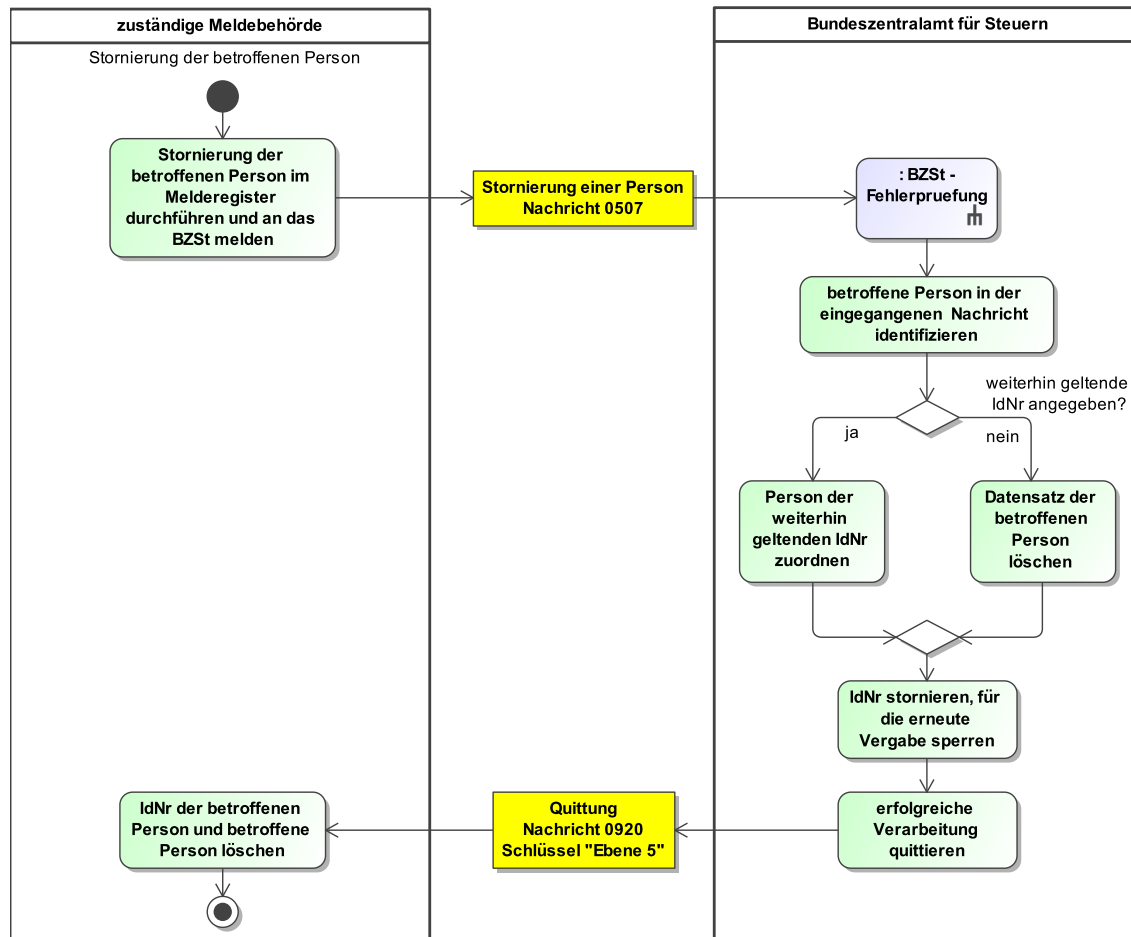 zuständige Meldebehörde
Bundeszentralamt für Steuern
Stornierung der betroffenen Person
Stornierung der
betroffenen Person im
Melderegister
durchführen und an das
BZSt melden
Stornierung einer Person
Nachricht 0507
: BZSt -
Fehlerpruefung
betroffene Person in der
eingegangenen Nachricht
identifizieren
weiterhin geltende
IdNr angegeben?
ja
nein
Person der
weiterhin
geltenden IdNr
zuordnen
Datensatz der
betroffenen
Person
löschen
IdNr stornieren, für
die erneute
Vergabe sperren
erfolgreiche
Verarbeitung
quittieren
Quittung
Nachricht 0920
Schlüssel "Ebene 5"
IdNr der betroffenen
Person und betroffene
Person löschen